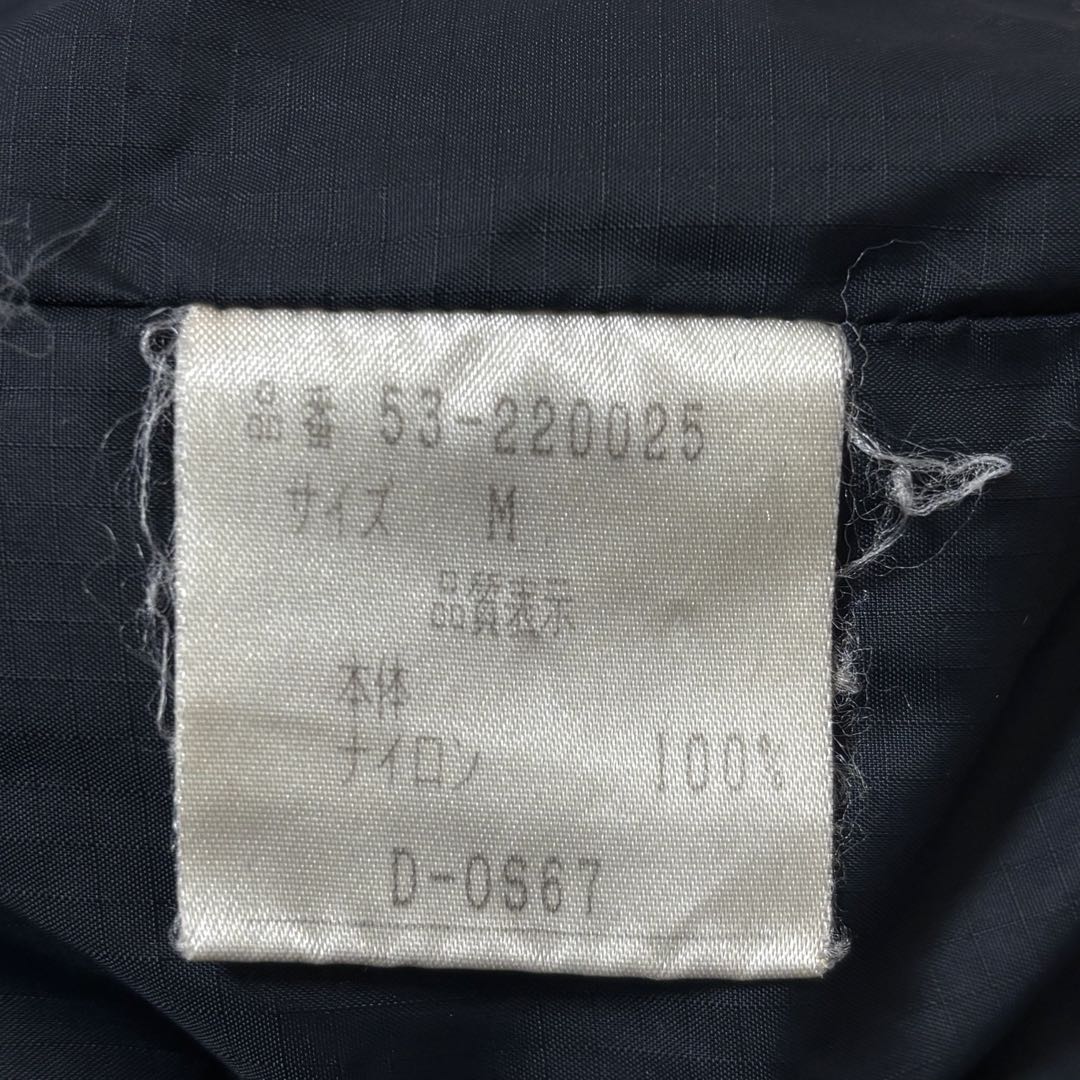 品番 53-220025
サイズ M
品質表示
本体
ナイロン 100%
D-0S67